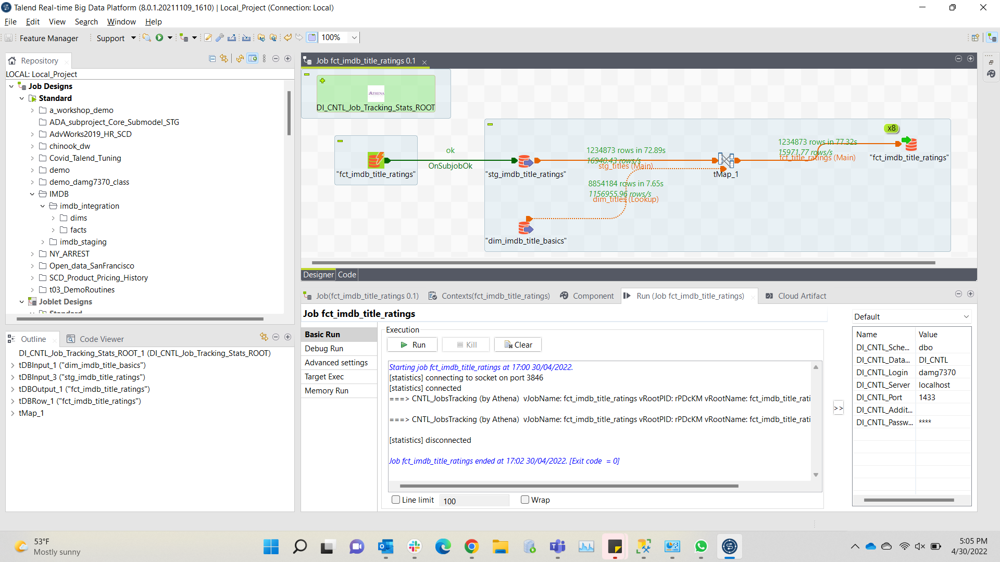 Talend Real-time Big Data Platform (8.0.1.20211109_1610) | Local_Project (Connection: Local)
File Edit View Search Window Help
Feature Manager Support 100%
Repository
LOCAL: Local_Project
Job Designs
Standard
a_workshop_demo
ADA_subproject_Core_Submodel_STG
AdvWorks2019_HR_SCD
chinook_dw
Covid_Talend_Tuning
demo
demo_damg7370_class
IMDB
imdb_integration
dims
facts
imdb_staging
NY_ARREST
Open_data_SanFrancisco
SCD_Product_Pricing_History
t03_DemoRoutines
Joblet Designs
Standard
Outline Code Viewer
DI_CNTL_Job_Tracking_Stats_ROOT_1 (DI_CNTL_Job_Tracking_Stats_ROOT)
tDBInput_1 ("dim_imdb_title_basics")
tDBInput_3 ("stg_imdb_title_ratings")
tDBOutput_1 ("fct_imdb_title_ratings")
tDBRow_1 ("fct_imdb_title_ratings")
tMap_1
Job fct_imdb_title_ratings 0.1
ATHENA
DI_CNTL_Job_Tracking_Stats_ROOT
"fct_imdb_title_ratings"
ok
OnSubjobOk
"stg_imdb_title_ratings"
1234873 rows in 72.89s
16940.43 rows/s
stg_titles (Main)
8854184 rows in 7.65s
1156955.96 rows/s
dim_titles (Lookup)
"dim_imdb_title_basics"
tMap_1
1234873 rows in 77.32s
15971.77 rows/s
fct_title_ratings (Main)
x8
"fct_imdb_title_ratings"
Designer Code
Job(fct_imdb_title_ratings 0.1) Contexts(fct_imdb_title_ratings) Component Run (Job fct_imdb_title_ratings) Cloud Artifact
Job fct_imdb_title_ratings
Basic Run
Debug Run
Advanced settings
Target Exec
Memory Run
Execution
Run Kill Clear
Starting job fct_imdb_title_ratings at 17:00 30/04/2022.
[statistics] connecting to socket on port 3846
[statistics] connected
===> CNTL_JobsTracking (by Athena) vJobName: fct_imdb_title_ratings vRootPID: rPDcKM vRootName: fct_imdb_title_rati
===> CNTL_JobsTracking (by Athena) vJobName: fct_imdb_title_ratings vRootPID: rPDcKM vRootName: fct_imdb_title_rati
[statistics] disconnected
Job fct_imdb_title_ratings ended at 17:02 30/04/2022. [Exit code = 0]
Line limit 100 Wrap
>>
Default
Name Value
DI_CNTL_Sche... dbo
DI_CNTL_Data... DI_CNTL
DI_CNTL_Login damg7370
DI_CNTL_Server localhost
DI_CNTL_Port 1433
DI_CNTL_Addit...
DI_CNTL_Passw... ****
53°F
Mostly sunny
5:05 PM
4/30/2022